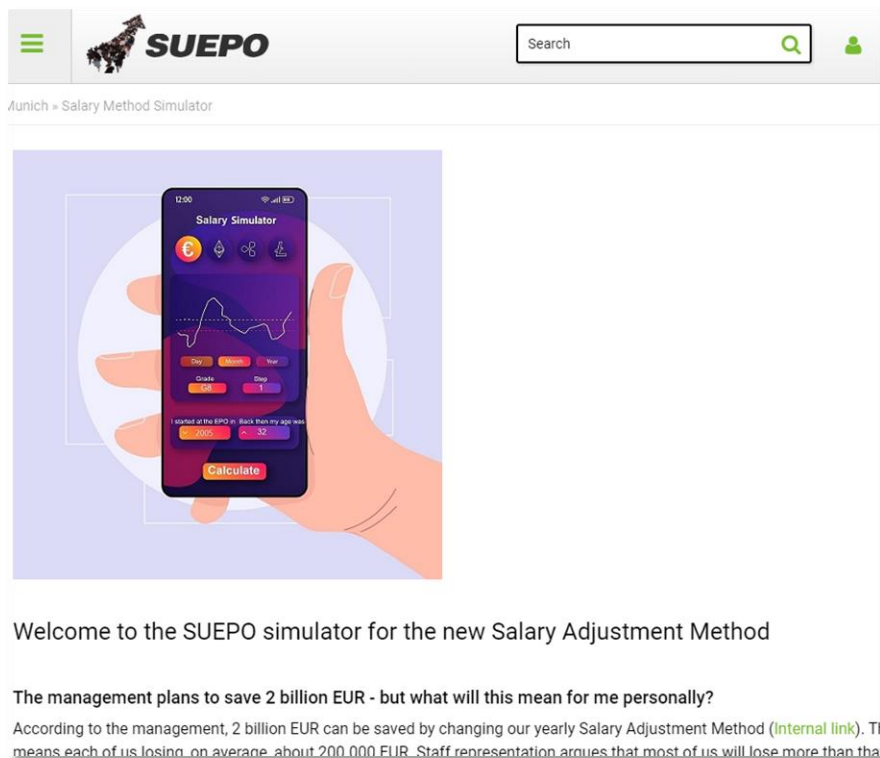 SUEPO
Search
Munich » Salary Method Simulator
12:00
Salary Simulator
€
Day Month Year
Grade Step
G8 1
I started at the EPO in Back then my age was
2005 32
Calculate
Welcome to the SUEPO simulator for the new Salary Adjustment Method
The management plans to save 2 billion EUR - but what will this mean for me personally?
According to the management, 2 billion EUR can be saved by changing our yearly Salary Adjustment Method (Internal link). Th
means each of us losing, on average, about 200 000 EUR. Staff representation argues that most of us will lose more than tha